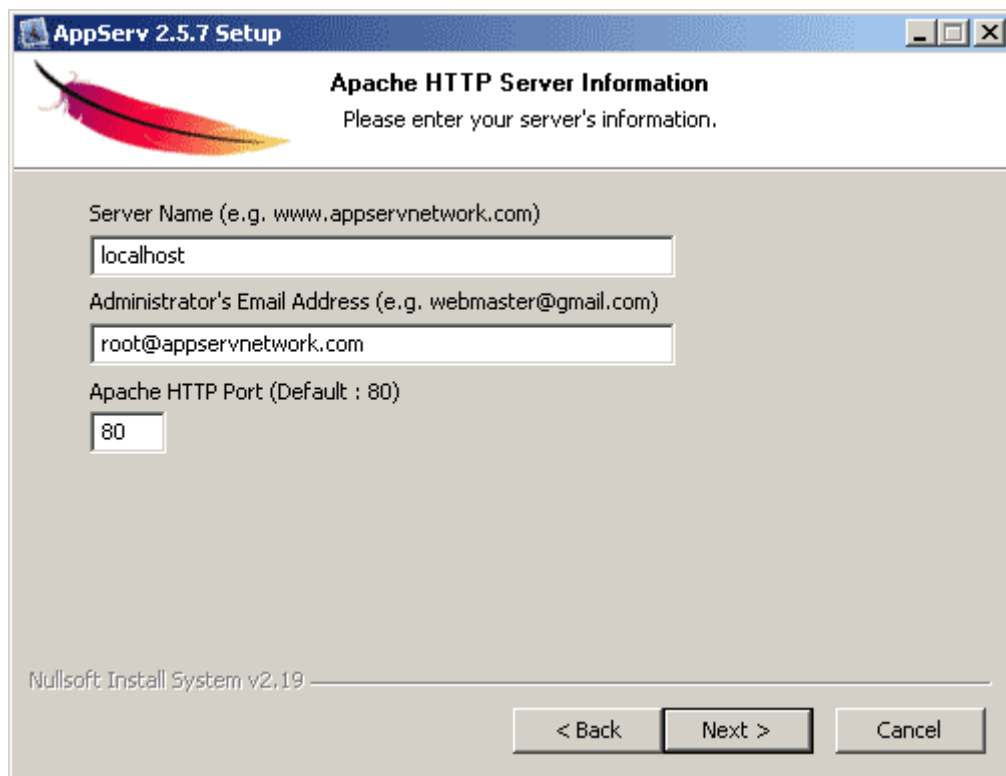 AppServ 2.5.7 Setup
Apache HTTP Server Information
Please enter your server's information.
Server Name (e.g. www.appservnetwork.com)
localhost
Administrator's Email Address (e.g. webmaster@gmail.com)
root@appservnetwork.com
Apache HTTP Port (Default : 80)
80
Nullsoft Install System v2.19
< Back Next > Cancel